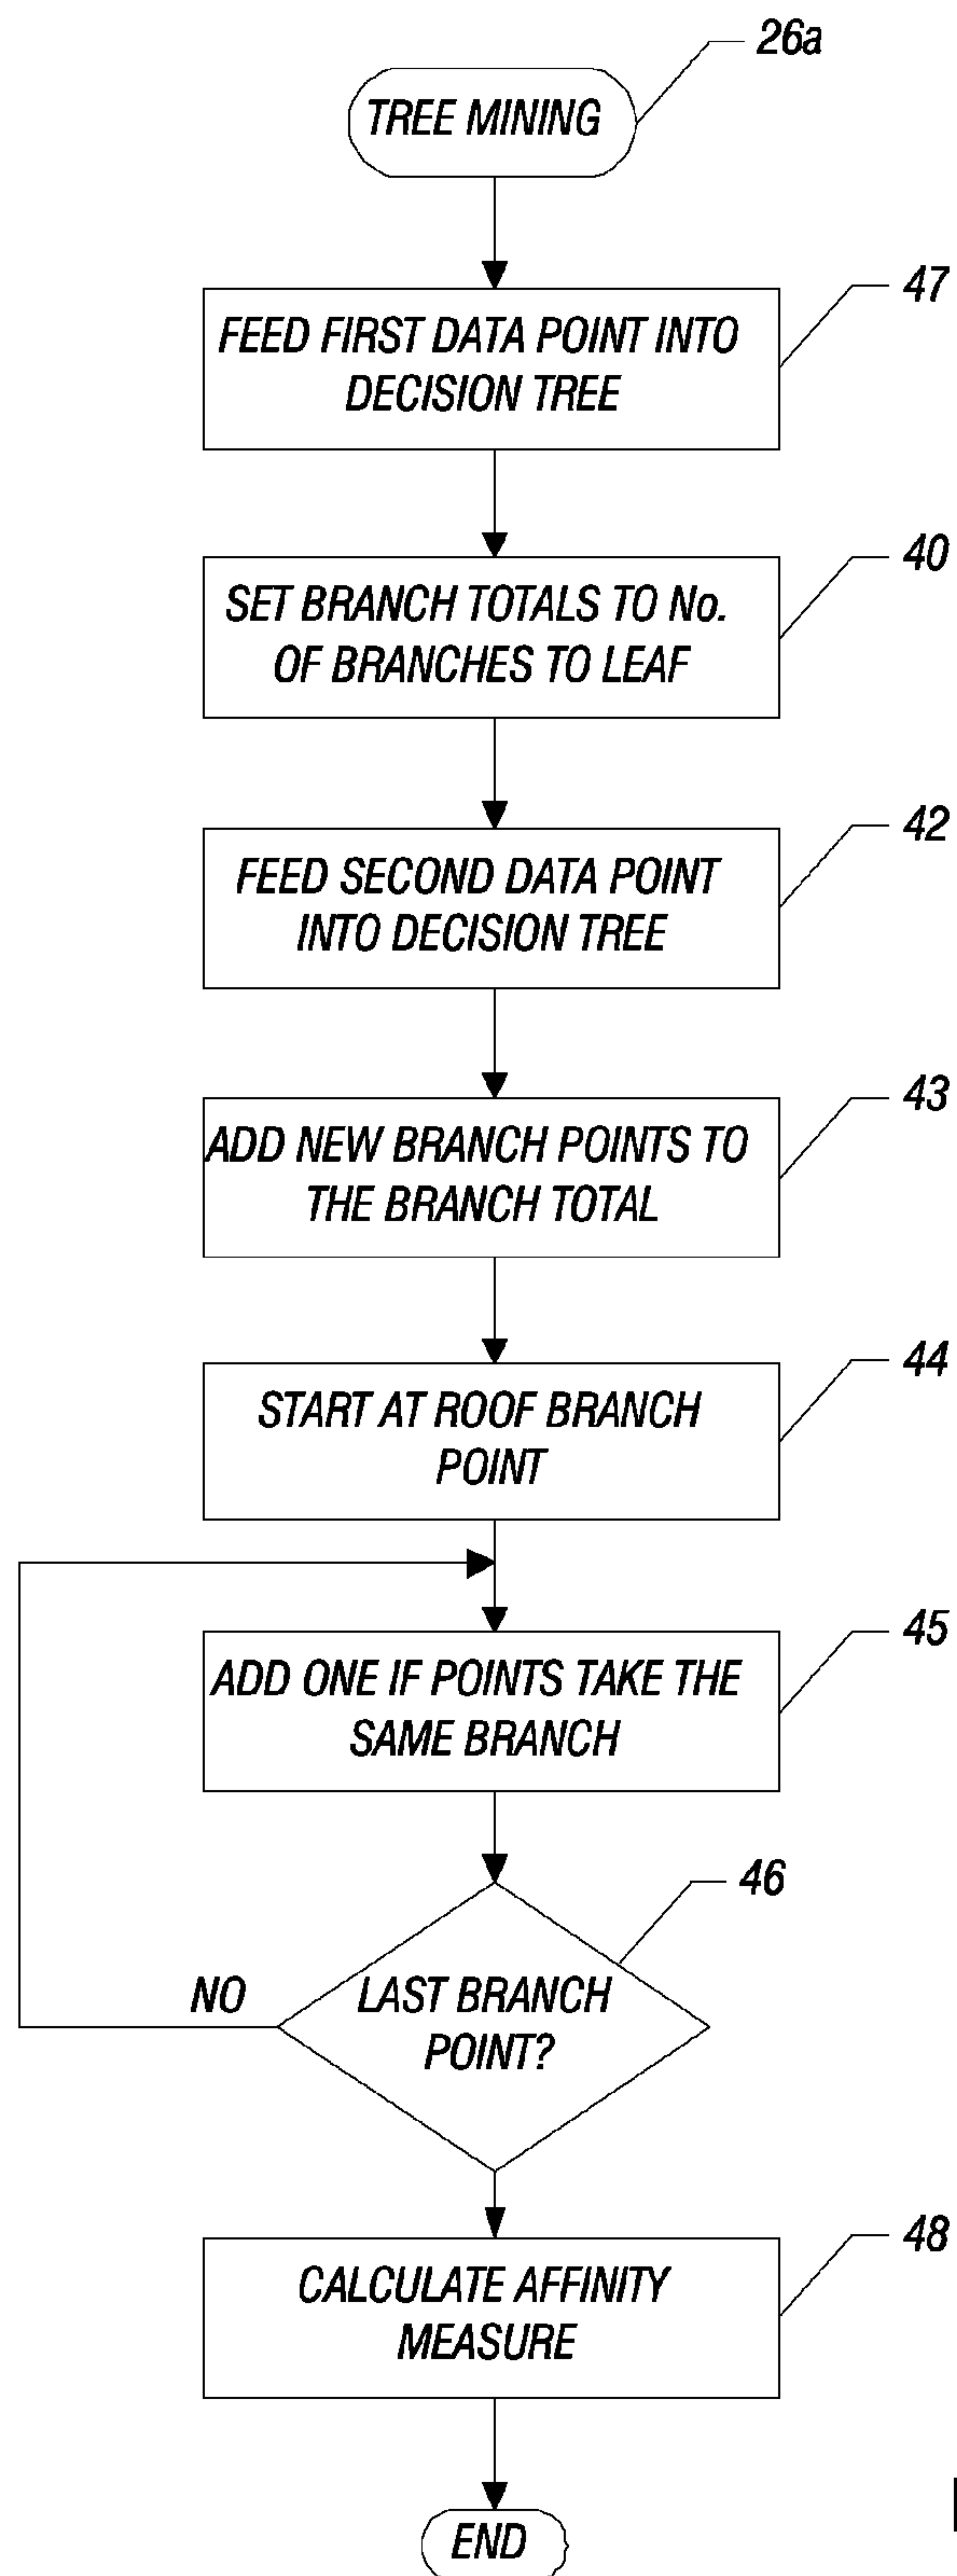 26a
TREE MINING
47
FEED FIRST DATA POINT INTO
DECISION TREE
40
SET BRANCH TOTALS TO No.
OF BRANCHES TO LEAF
42
FEED SECOND DATA POINT
INTO DECISION TREE
43
ADD NEW BRANCH POINTS TO
THE BRANCH TOTAL
44
START AT ROOF BRANCH
POINT
45
ADD ONE IF POINTS TAKE THE
SAME BRANCH
46
NO
LAST BRANCH
POINT?
48
CALCULATE AFFINITY
MEASURE
END